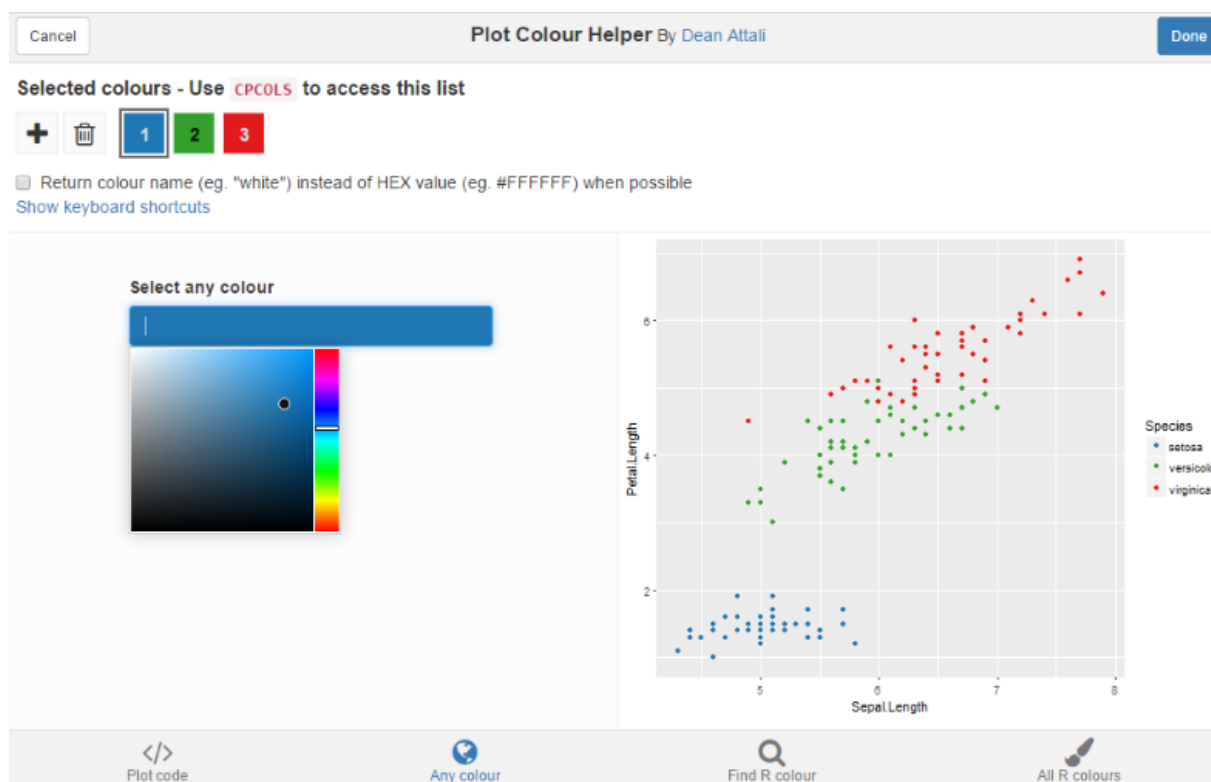 Cancel
Plot Colour Helper By Dean Attali
Done
Selected colours - Use CPCOLS to access this list
1 2 3
Return colour name (eg. "white") instead of HEX value (eg. #FFFFFF) when possible
Show keyboard shortcuts
Select any colour
6
4
2
Petal.Length
5 6 7 8
Sepal.Length
Species
setosa
versicolo
virginica
Plot code
Any colour
Find R colour
All R colours